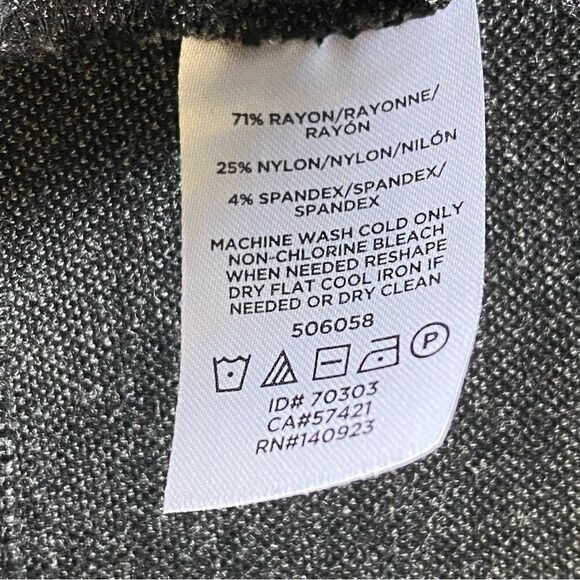 71% RAYON/RAYONNE/
RAYÓN
25% NYLON/NYLON/NILÓN
4% SPANDEX/SPANDEX/
SPANDEX
MACHINE WASH COLD ONLY
NON-CHLORINE BLEACH
WHEN NEEDED RESHAPE
DRY FLAT COOL IRON IF
NEEDED OR DRY CLEAN
506058
P
ID# 70303
CA#57421
RN#140923